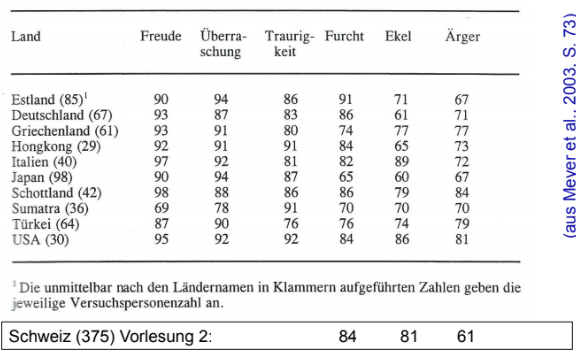 Land Freude Überra- Traurig- Furcht Ekel Ärger
schung keit
Estland (85)¹ 90 94 86 91 71 67
Deutschland (67) 93 87 83 86 61 71
Griechenland (61) 93 91 80 74 77 77
Hongkong (29) 92 91 91 84 65 73
Italien (40) 97 92 81 82 89 72
Japan (98) 90 94 87 65 60 67
Schottland (42) 98 88 86 86 79 84
Sumatra (36) 69 78 91 70 70 70
Türkei (64) 87 90 76 76 74 79
USA (30) 95 92 92 84 86 81
¹ Die unmittelbar nach den Ländernamen in Klammern aufgeführten Zahlen geben die
jeweilige Versuchspersonenzahl an.
Schweiz (375) Vorlesung 2: 84 81 61
(aus Meyer et al., 2003, S. 73)